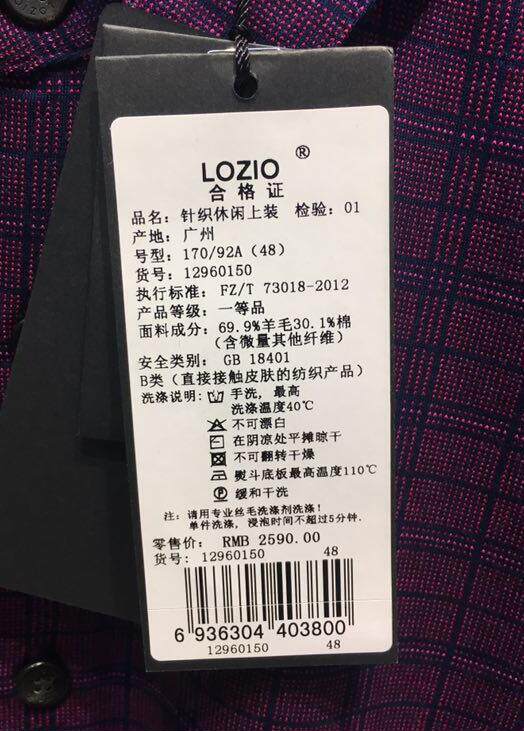 LOZIO ®
合格证
品名：针织休闲上装 检验：01
产地：广州
号型：170/92A（48）
货号：12960150
执行标准：FZ/T 73018-2012
产品等级：一等品
面料成分：69.9%羊毛30.1%棉
（含微量其他纤维）
安全类别：GB 18401
B类（直接接触皮肤的纺织产品）
洗涤说明：手洗，最高
洗涤温度40℃
不可漂白
在阴凉处平摊晾干
不可翻转干燥
熨斗底板最高温度110℃
缓和干洗
注：请用专业丝毛洗涤剂洗涤！
单件洗涤，浸泡时间不超过5分钟.
零售价：RMB 2590.00
货号：12960150 48
6 936304 403800
12960150 48